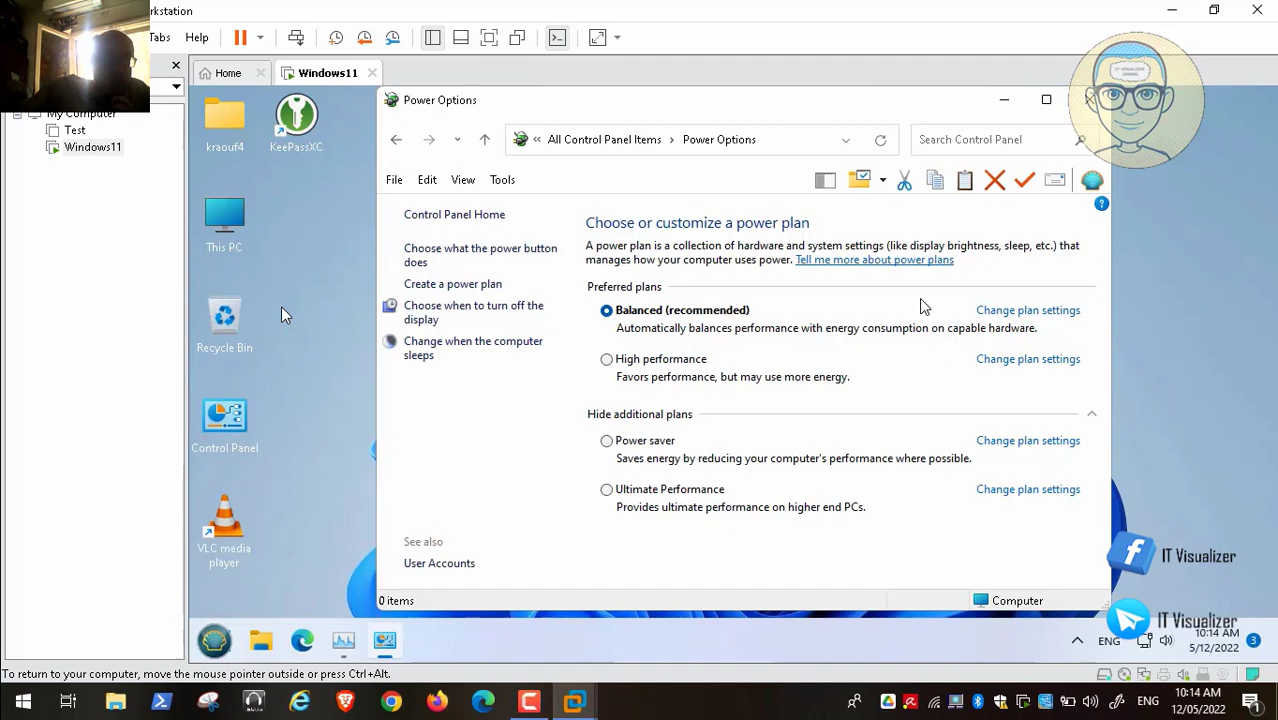 rkstation
Tabs
Help
Home
Windows11
My Computer
Test
Windows11
kraouf4
KeePassXC
This PC
Recycle Bin
Control Panel
VLC media
player
Power Options
All Control Panel Items
Power Options
Search Control Panel
File
Edit
View
Tools
Control Panel Home
Choose what the power button
does
Create a power plan
Choose when to turn off the
display
Change when the computer
sleeps
See also
User Accounts
Choose or customize a power plan
A power plan is a collection of hardware and system settings (like display brightness, sleep, etc.) that
manages how your computer uses power. Tell me more about power plans
Preferred plans
Balanced (recommended) Change plan settings
Automatically balances performance with energy consumption on capable hardware.
High performance Change plan settings
Favors performance, but may use more energy.
Hide additional plans
Power saver Change plan settings
Saves energy by reducing your computer's performance where possible.
Ultimate Performance Change plan settings
Provides ultimate performance on higher end PCs.
0 items
Computer
IT VISUALIZER
CHANNEL
IT Visualizer
IT Visualizer
ENG
10:14 AM
5/12/2022
3
To return to your computer, move the mouse pointer outside or press Ctrl+Alt.
ENG
10:14 AM
12/05/2022
1